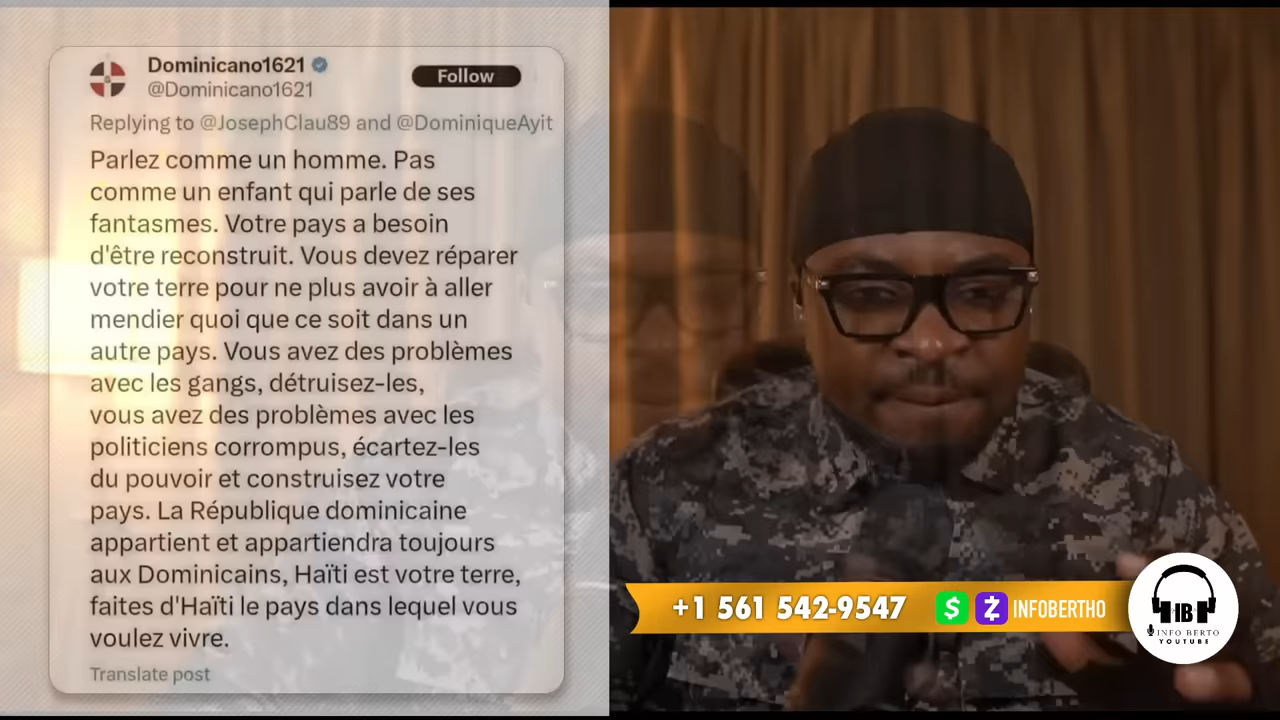 Dominicano1621
@Dominicano1621
Follow
Replying to @JosephClau89 and @DominiqueAyit
Parlez comme un homme. Pas
comme un enfant qui parle de ses
fantasmes. Votre pays a besoin
d'être reconstruit. Vous devez réparer
votre terre pour ne plus avoir à aller
mendier quoi que ce soit dans un
autre pays. Vous avez des problèmes
avec les gangs, détruisez-les,
vous avez des problèmes avec les
politiciens corrompus, écartez-les
du pouvoir et construisez votre
pays. La République dominicaine
appartient et appartiendra toujours
aux Dominicains, Haïti est votre terre,
faites d'Haïti le pays dans lequel vous
voulez vivre.
Translate post
+1 561 542-9547 $ Z INFOBERTHO
IB
INFO BERTO
YOUTUBE